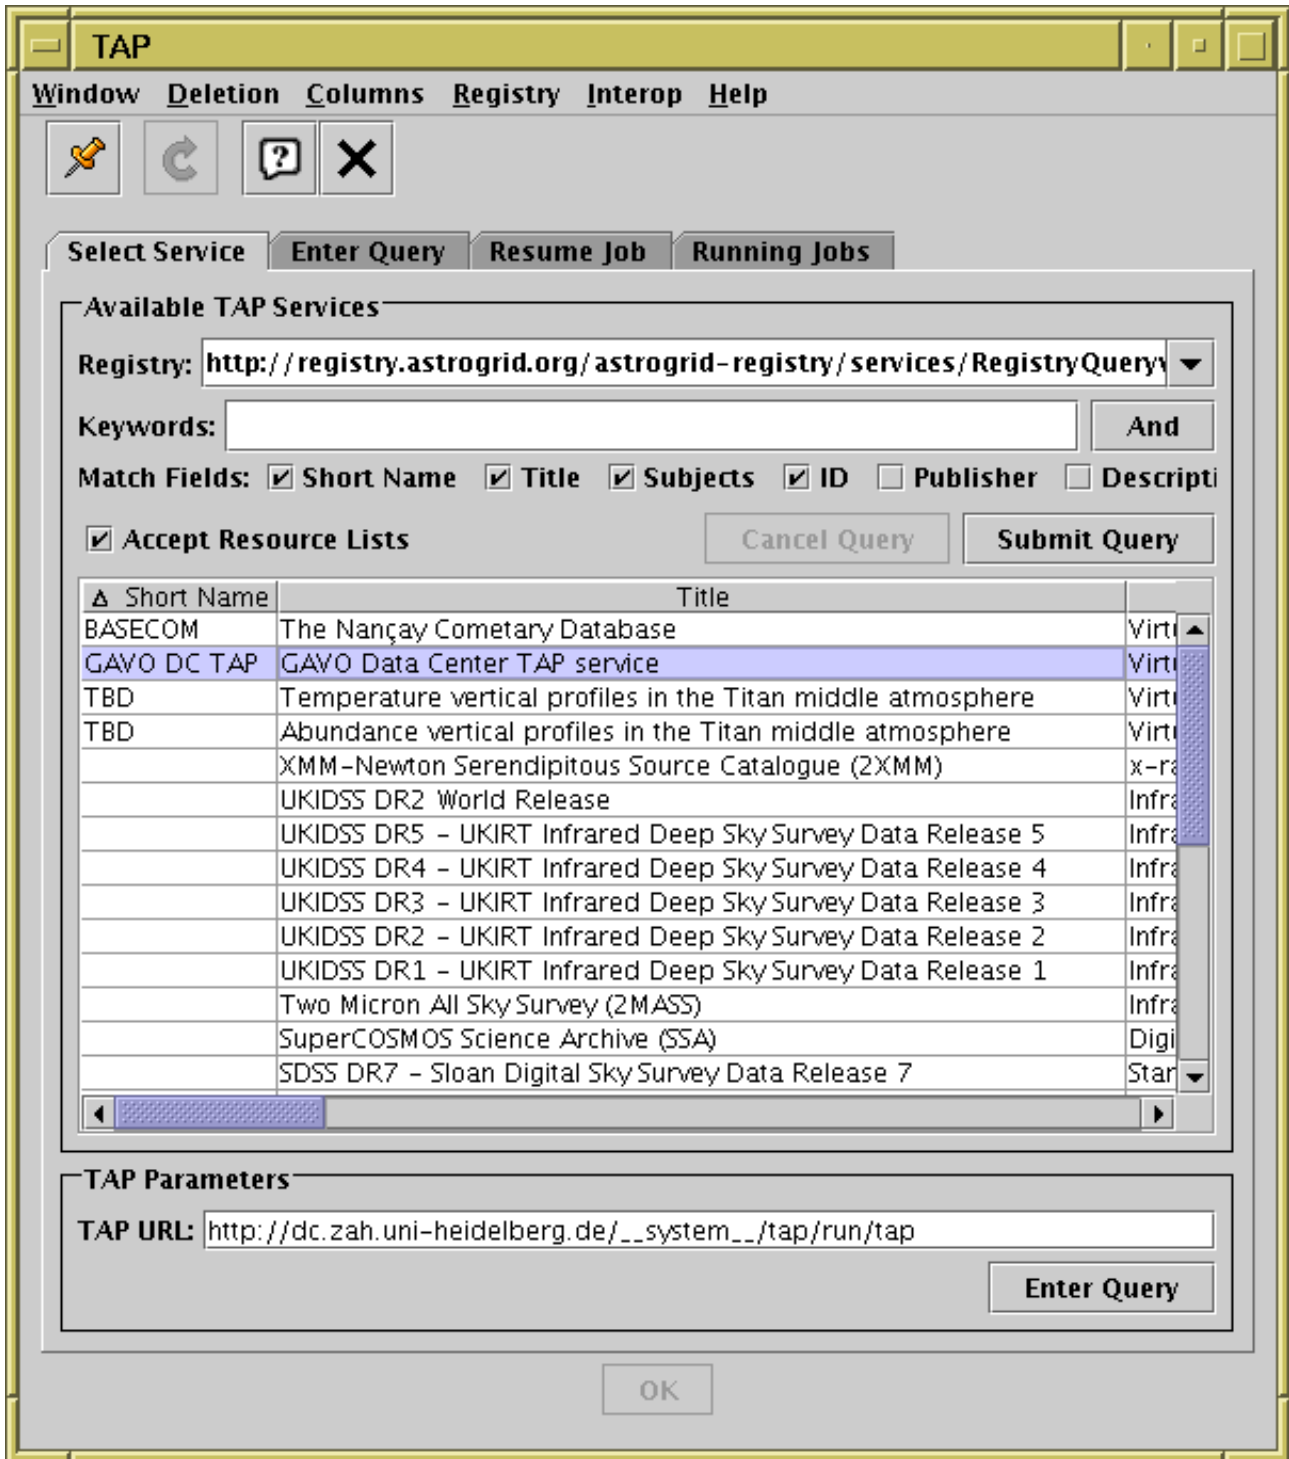 TAP
Window Deletion Columns Registry Interop Help
Select Service Enter Query Resume Job Running Jobs
Available TAP Services
Registry: http://registry.astrogrid.org/astrogrid-registry/services/RegistryQueryv
Keywords: And
Match Fields: Short Name Title Subjects ID Publisher Descripti
Accept Resource Lists Cancel Query Submit Query
Short Name Title
BASECOM The Nançay Cometary Database Virtu
GAVO DC TAP GAVO Data Center TAP service Virtu
TBD Temperature vertical profiles in the Titan middle atmosphere Virtu
TBD Abundance vertical profiles in the Titan middle atmosphere Virtu
XMM-Newton Serendipitous Source Catalogue (2XMM) x-ra
UKIDSS DR2 World Release Infra
UKIDSS DR5 - UKIRT Infrared Deep Sky Survey Data Release 5 Infra
UKIDSS DR4 - UKIRT Infrared Deep Sky Survey Data Release 4 Infra
UKIDSS DR3 - UKIRT Infrared Deep Sky Survey Data Release 3 Infra
UKIDSS DR2 - UKIRT Infrared Deep Sky Survey Data Release 2 Infra
UKIDSS DR1 - UKIRT Infrared Deep Sky Survey Data Release 1 Infra
Two Micron All Sky Survey (2MASS) Infra
SuperCOSMOS Science Archive (SSA) Digi
SDSS DR7 - Sloan Digital Sky Survey Data Release 7 Star
TAP Parameters
TAP URL: http://dc.zah.uni-heidelberg.de/__system__/tap/run/tap
Enter Query
OK